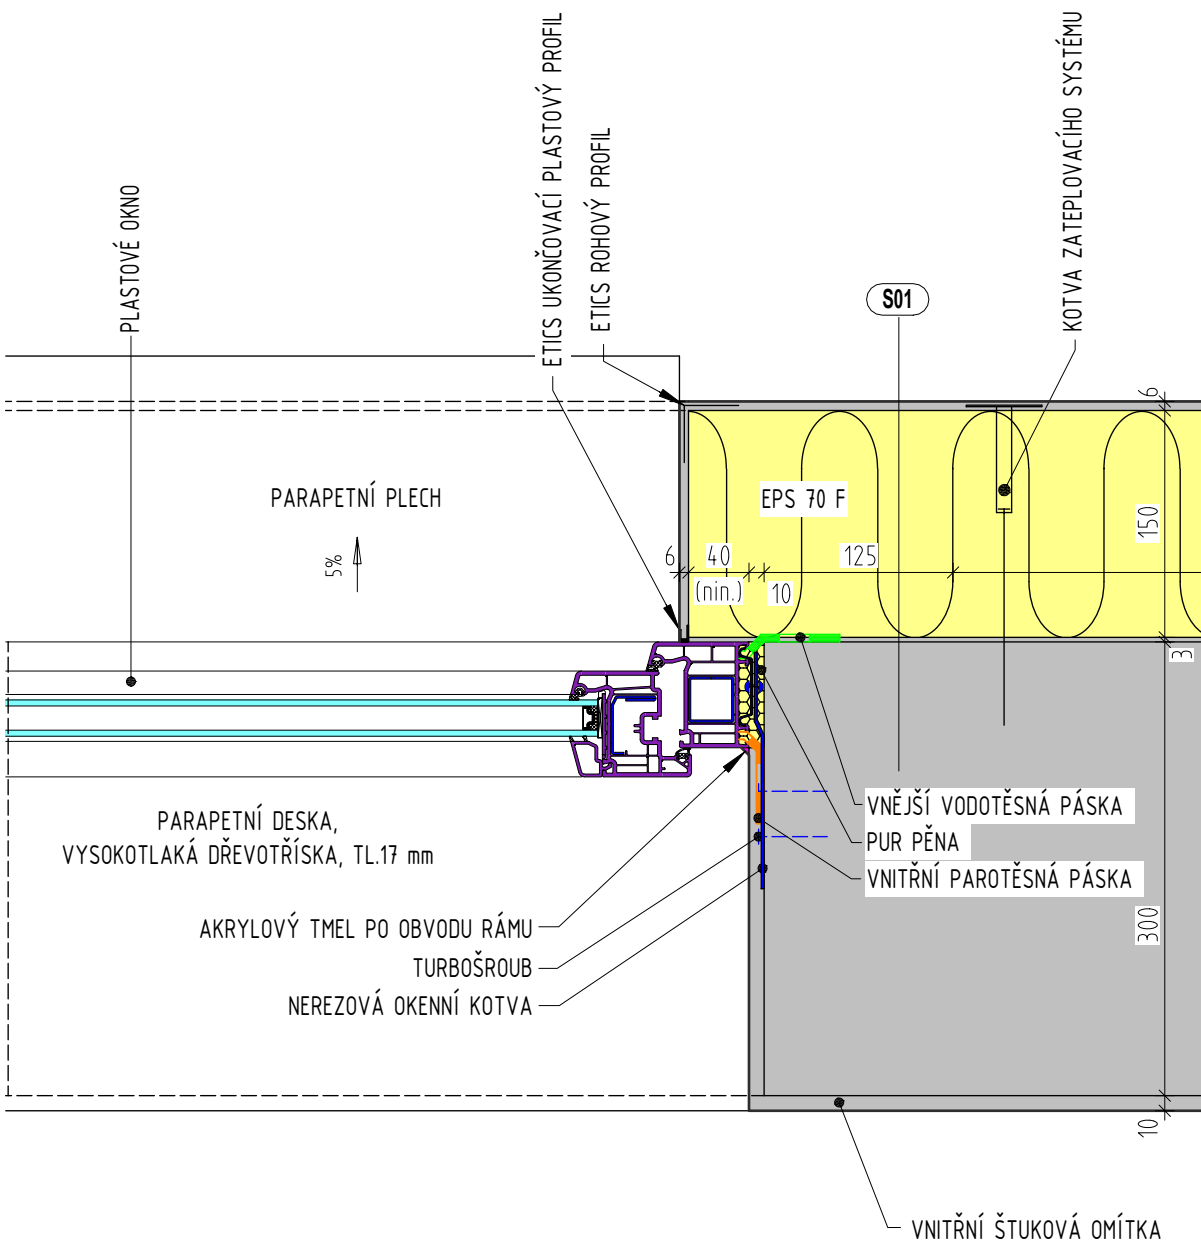 PLASTOVÉ OKNO
ETICS UKONČOVACÍ PLASTOVÝ PROFIL
ETICS ROHOVÝ PROFIL
S01
KOTVA ZATEPLOVACÍHO SYSTÉMU
6
PARAPETNÍ PLECH
5%
EPS 70 F
150
6
40
(nin.)
10
125
3
PARAPETNÍ DESKA,
VYSOKOTLAKÁ DŘEVOTŘÍSKA, TL.17 mm
VNĚJŠÍ VODOTĚSNÁ PÁSKA
PUR PĚNA
VNITŘNÍ PAROTĚSNÁ PÁSKA
AKRYLOVÝ TMEL PO OBVODU RÁMU
TURBOŠROUB
NEREZOVÁ OKENNÍ KOTVA
300
10
VNITŘNÍ ŠTUKOVÁ OMÍTKA